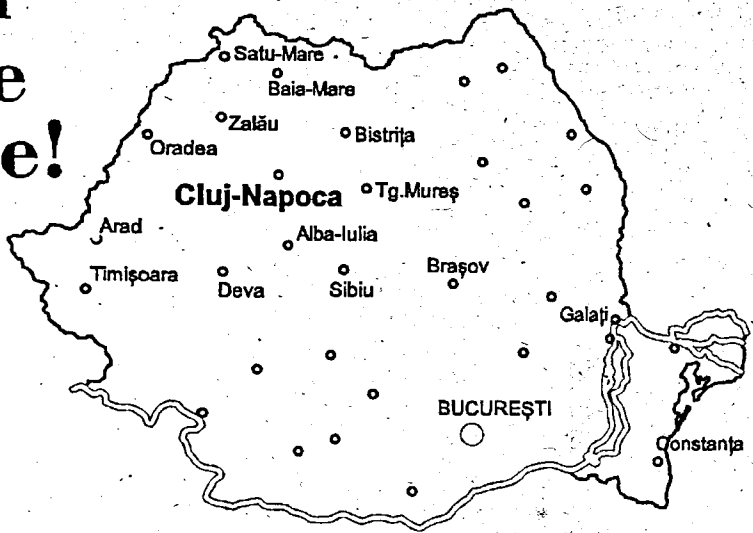 e!
Satu-Mare
Baia-Mare
Zalău
Bistrița
Oradea
Cluj-Napoca
Tg.Mureș
Arad
Alba-Iulia
Timișoara
Deva
Sibiu
Brașov
Galați
BUCUREȘTI
Constanța